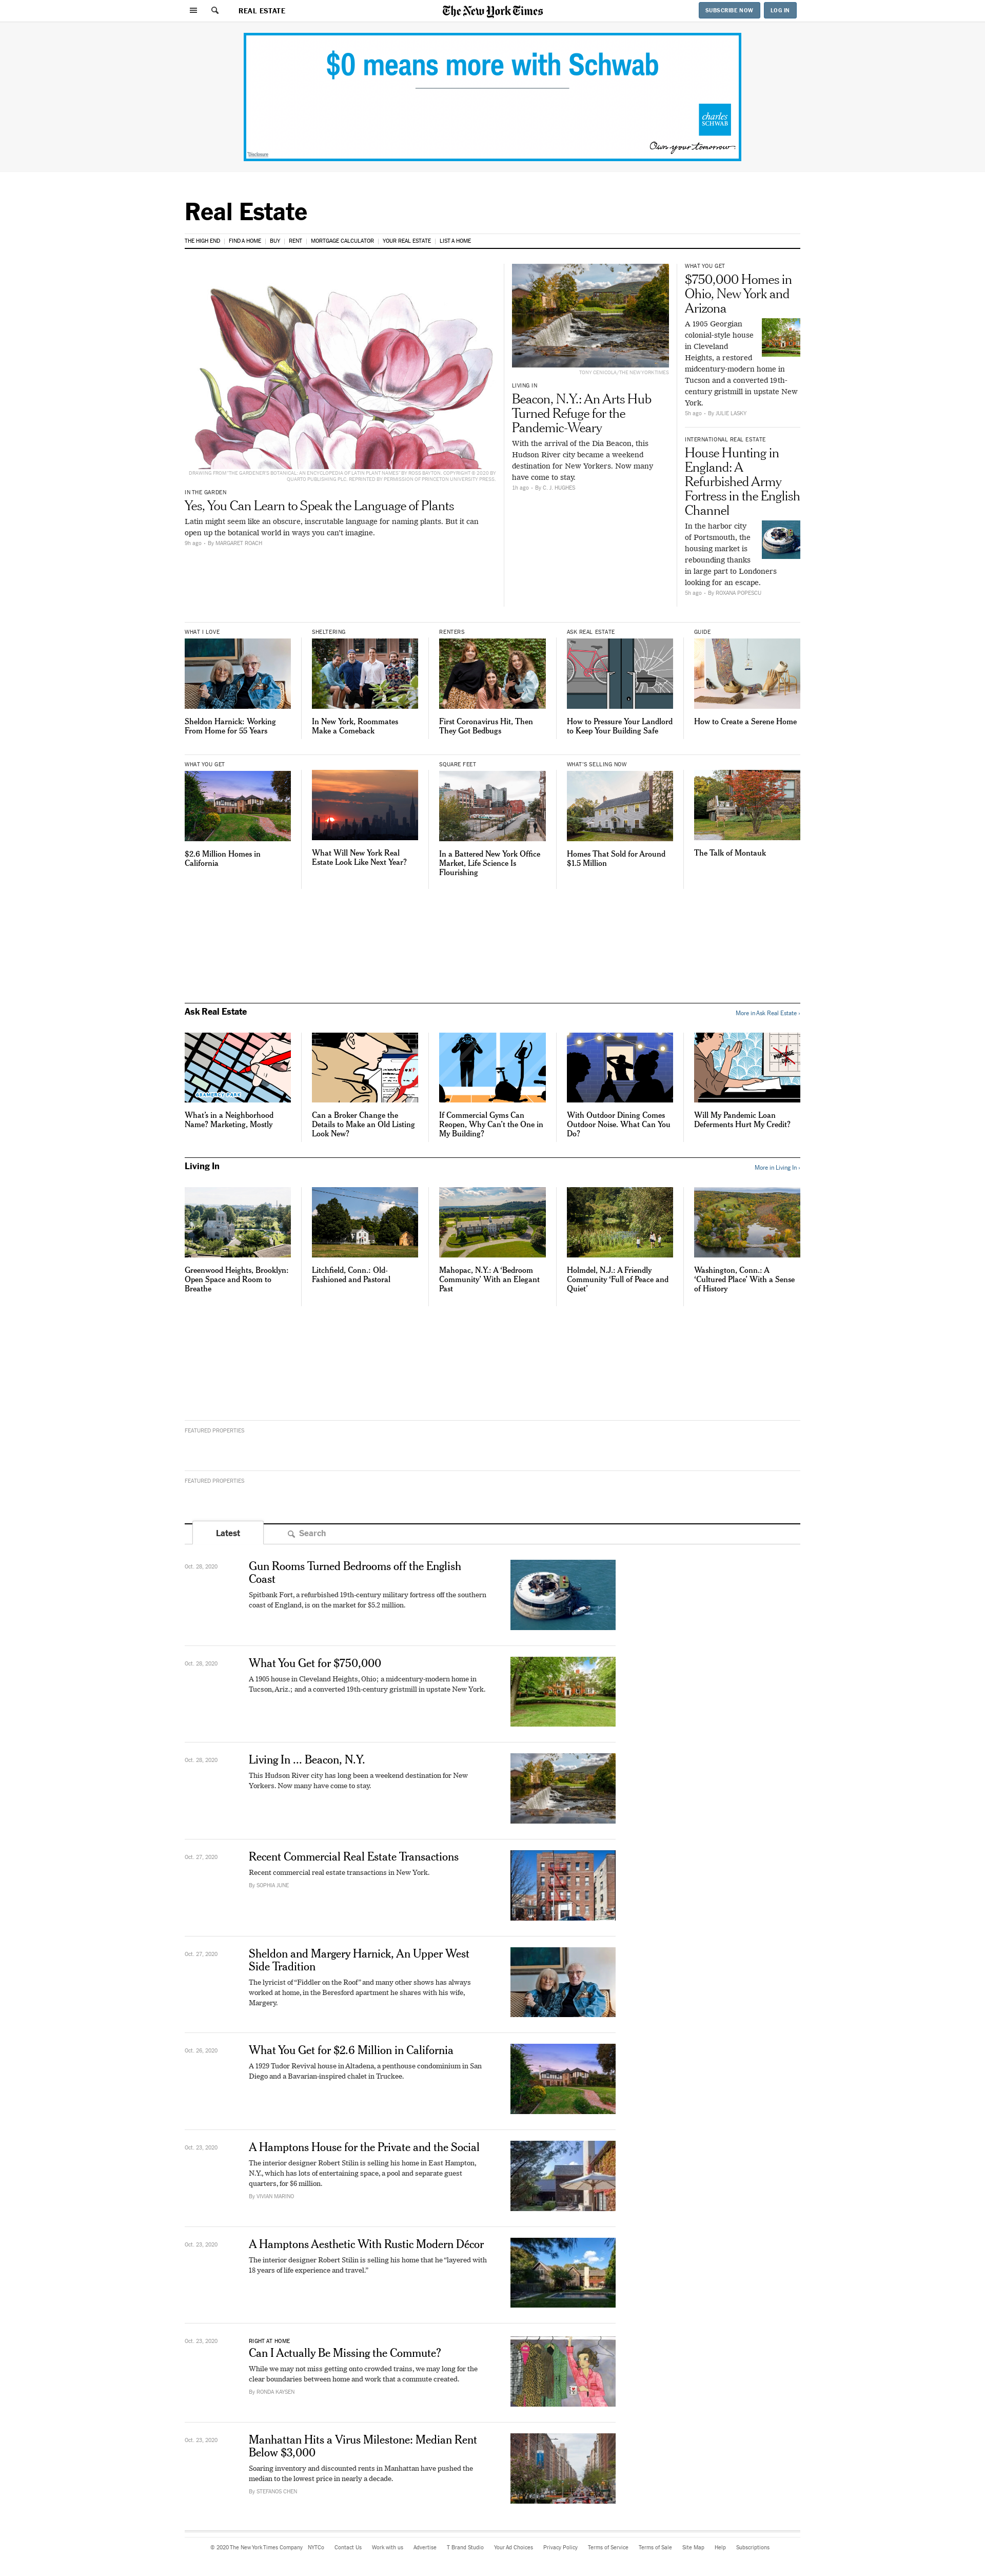 REAL ESTATE
The New York Times
SUBSCRIBE NOW
LOG IN
$0 means more with Schwab
charles
SCHWAB
Own your tomorrow
Disclosure
Real Estate
THE HIGH END | FIND A HOME | BUY | RENT | MORTGAGE CALCULATOR | YOUR REAL ESTATE | LIST A HOME
DRAWING FROM "THE GARDENER'S BOTANICAL: AN ENCYCLOPEDIA OF LATIN PLANT NAMES" BY ROSS BAYTON. COPYRIGHT © 2020 BY
QUARTO PUBLISHING PLC. REPRINTED BY PERMISSION OF PRINCETON UNIVERSITY PRESS.
IN THE GARDEN
Yes, You Can Learn to Speak the Language of Plants
Latin might seem like an obscure, inscrutable language for naming plants. But it can
open up the botanical world in ways you can't imagine.
9h ago – By MARGARET ROACH
TONY CENICOLA/THE NEW YORK TIMES
LIVING IN
Beacon, N.Y.: An Arts Hub
Turned Refuge for the
Pandemic-Weary
With the arrival of the Dia Beacon, this
Hudson River city became a weekend
destination for New Yorkers. Now many
have come to stay.
1h ago – By C. J. HUGHES
WHAT YOU GET
$750,000 Homes in
Ohio, New York and
Arizona
A 1905 Georgian
colonial-style house
in Cleveland
Heights, a restored
midcentury-modern home in
Tucson and a converted 19th-
century gristmill in upstate New
York.
5h ago – By JULIE LASKY
INTERNATIONAL REAL ESTATE
House Hunting in
England: A
Refurbished Army
Fortress in the English
Channel
In the harbor city
of Portsmouth, the
housing market is
rebounding thanks
in large part to Londoners
looking for an escape.
5h ago – By ROXANA POPESCU
WHAT I LOVE
Sheldon Harnick: Working
From Home for 55 Years
SHELTERING
In New York, Roommates
Make a Comeback
RENTERS
First Coronavirus Hit, Then
They Got Bedbugs
ASK REAL ESTATE
How to Pressure Your Landlord
to Keep Your Building Safe
GUIDE
How to Create a Serene Home
WHAT YOU GET
$2.6 Million Homes in
California
What Will New York Real
Estate Look Like Next Year?
SQUARE FEET
In a Battered New York Office
Market, Life Science Is
Flourishing
WHAT'S SELLING NOW
Homes That Sold for Around
$1.5 Million
The Talk of Montauk
Ask Real Estate
More in Ask Real Estate ›
GRAMERCY PARK
What's in a Neighborhood
Name? Marketing, Mostly
Can a Broker Change the
Details to Make an Old Listing
Look New?
If Commercial Gyms Can
Reopen, Why Can't the One in
My Building?
With Outdoor Dining Comes
Outdoor Noise. What Can You
Do?
Will My Pandemic Loan
Deferments Hurt My Credit?
Living In
More in Living In ›
Greenwood Heights, Brooklyn:
Open Space and Room to
Breathe
Litchfield, Conn.: Old-
Fashioned and Pastoral
Mahopac, N.Y.: A 'Bedroom
Community' With an Elegant
Past
Holmdel, N.J.: A Friendly
Community 'Full of Peace and
Quiet'
Washington, Conn.: A
'Cultured Place' With a Sense
of History
FEATURED PROPERTIES
FEATURED PROPERTIES
Latest
Search
Oct. 28, 2020
Gun Rooms Turned Bedrooms off the English
Coast
Spitbank Fort, a refurbished 19th-century military fortress off the southern
coast of England, is on the market for $5.2 million.
Oct. 28, 2020
What You Get for $750,000
A 1905 house in Cleveland Heights, Ohio; a midcentury-modern home in
Tucson, Ariz.; and a converted 19th-century gristmill in upstate New York.
Oct. 28, 2020
Living In ... Beacon, N.Y.
This Hudson River city has long been a weekend destination for New
Yorkers. Now many have come to stay.
Oct. 27, 2020
Recent Commercial Real Estate Transactions
Recent commercial real estate transactions in New York.
By SOPHIA JUNE
Oct. 27, 2020
Sheldon and Margery Harnick, An Upper West
Side Tradition
The lyricist of "Fiddler on the Roof" and many other shows has always
worked at home, in the Beresford apartment he shares with his wife,
Margery.
Oct. 26, 2020
What You Get for $2.6 Million in California
A 1929 Tudor Revival house in Altadena, a penthouse condominium in San
Diego and a Bavarian-inspired chalet in Truckee.
Oct. 23, 2020
A Hamptons House for the Private and the Social
The interior designer Robert Stilin is selling his home in East Hampton,
N.Y., which has lots of entertaining space, a pool and separate guest
quarters, for $6 million.
By VIVIAN MARINO
Oct. 23, 2020
A Hamptons Aesthetic With Rustic Modern Décor
The interior designer Robert Stilin is selling his home that he "layered with
18 years of life experience and travel."
Oct. 23, 2020
RIGHT AT HOME
Can I Actually Be Missing the Commute?
While we may not miss getting onto crowded trains, we may long for the
clear boundaries between home and work that a commute created.
By RONDA KAYSEN
Oct. 23, 2020
Manhattan Hits a Virus Milestone: Median Rent
Below $3,000
Soaring inventory and discounted rents in Manhattan have pushed the
median to the lowest price in nearly a decade.
By STEFANOS CHEN
© 2020 The New York Times Company NYTCo Contact Us Work with us Advertise T Brand Studio Your Ad Choices Privacy Policy Terms of Service Terms of Sale Site Map Help Subscriptions